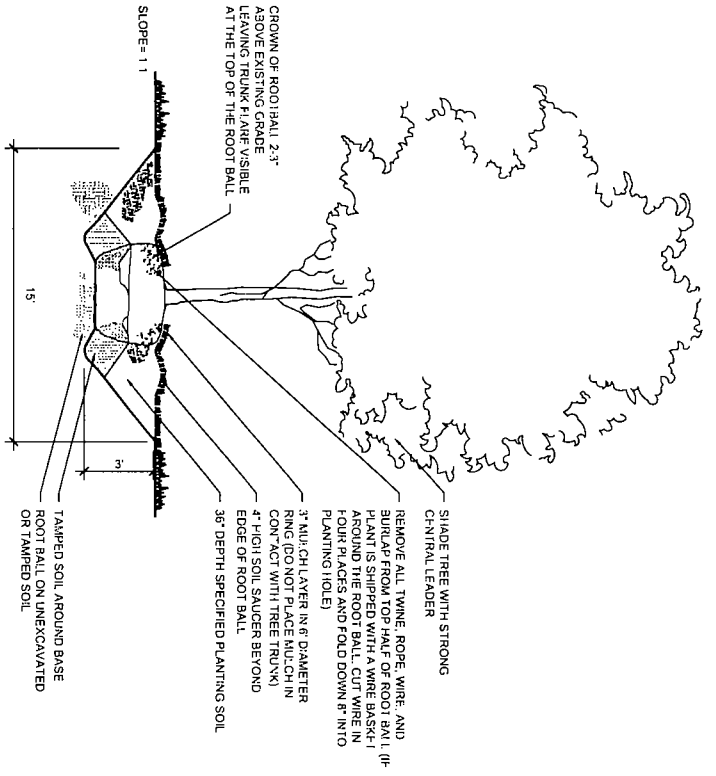 SHADE TREE WITH STRONG
CENTRAL LEADER
REMOVE ALL TWINE, ROPE, WIRE, AND
BURLAP FROM TOP HALF OF ROOT BALL (IF
PLANT IS SHIPPED WITH A WIRE BASKET
AROUND THE ROOT BALL, CUT WIRE IN
FOUR PLACES AND FOLD DOWN 8" INTO
PLANTING HOLE)
3" MULCH LAYER IN 6' DIAMETER
RING (DO NOT PLACE MULCH IN
CONTACT WITH TREE TRUNK)
4" HIGH SOIL SAUCER BEYOND
EDGE OF ROOT BALL
36" DEPTH SPECIFIED PLANTING SOIL
TAMPED SOIL AROUND BASE
ROOT BALL ON UNEXCAVATED
OR TAMPED SOIL
CROWN OF ROOTBALL 2-3"
ABOVE EXISTING GRADE
LEAVING TRUNK FLARE VISIBLE
AT THE TOP OF THE ROOT BALL
SLOPE = 1:1
3'
15'